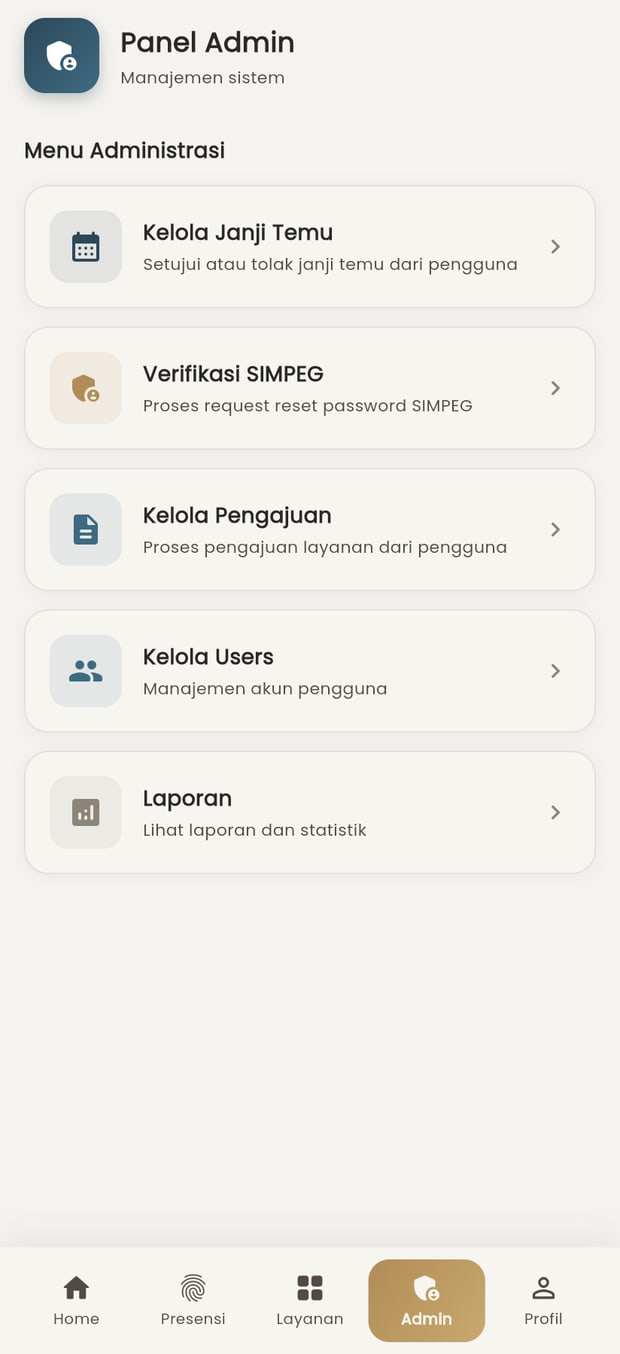 Panel Admin
Manajemen sistem
Menu Administrasi
Kelola Janji Temu
Setujui atau tolak janji temu dari pengguna
Verifikasi SIMPEG
Proses request reset password SIMPEG
Kelola Pengajuan
Proses pengajuan layanan dari pengguna
Kelola Users
Manajemen akun pengguna
Laporan
Lihat laporan dan statistik
Home
Presensi
Layanan
Admin
Profil